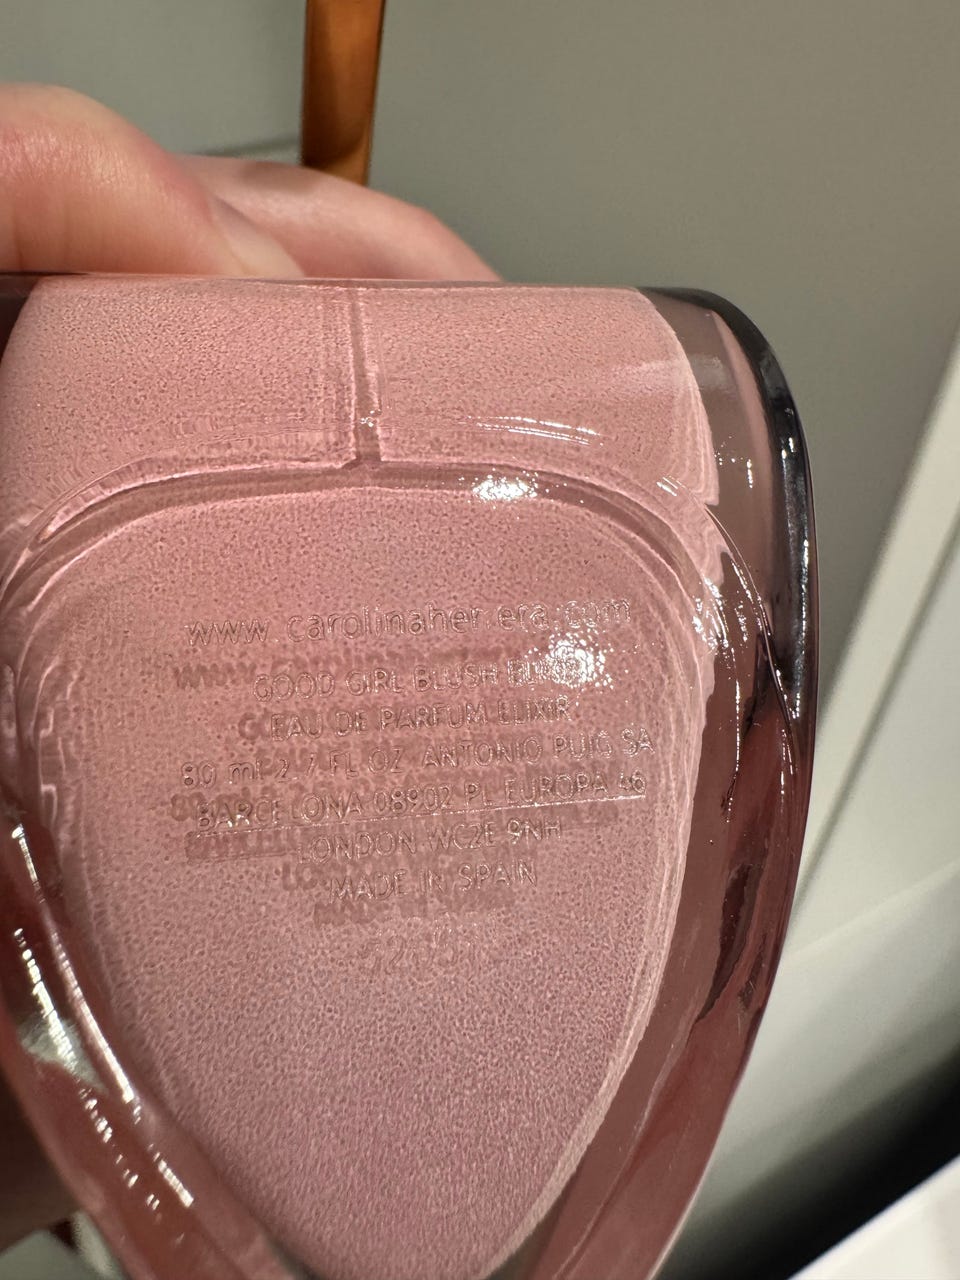 www.carolinaherrera.com
GOOD GIRL BLUSH ELIXIR
EAU DE PARFUM ELIXIR
80 ml 2.7 FL OZ ANTONIO PUIG SA
BARCELONA 08902 PL EUROPA 46
LONDON WC2E 9NH
MADE IN SPAIN